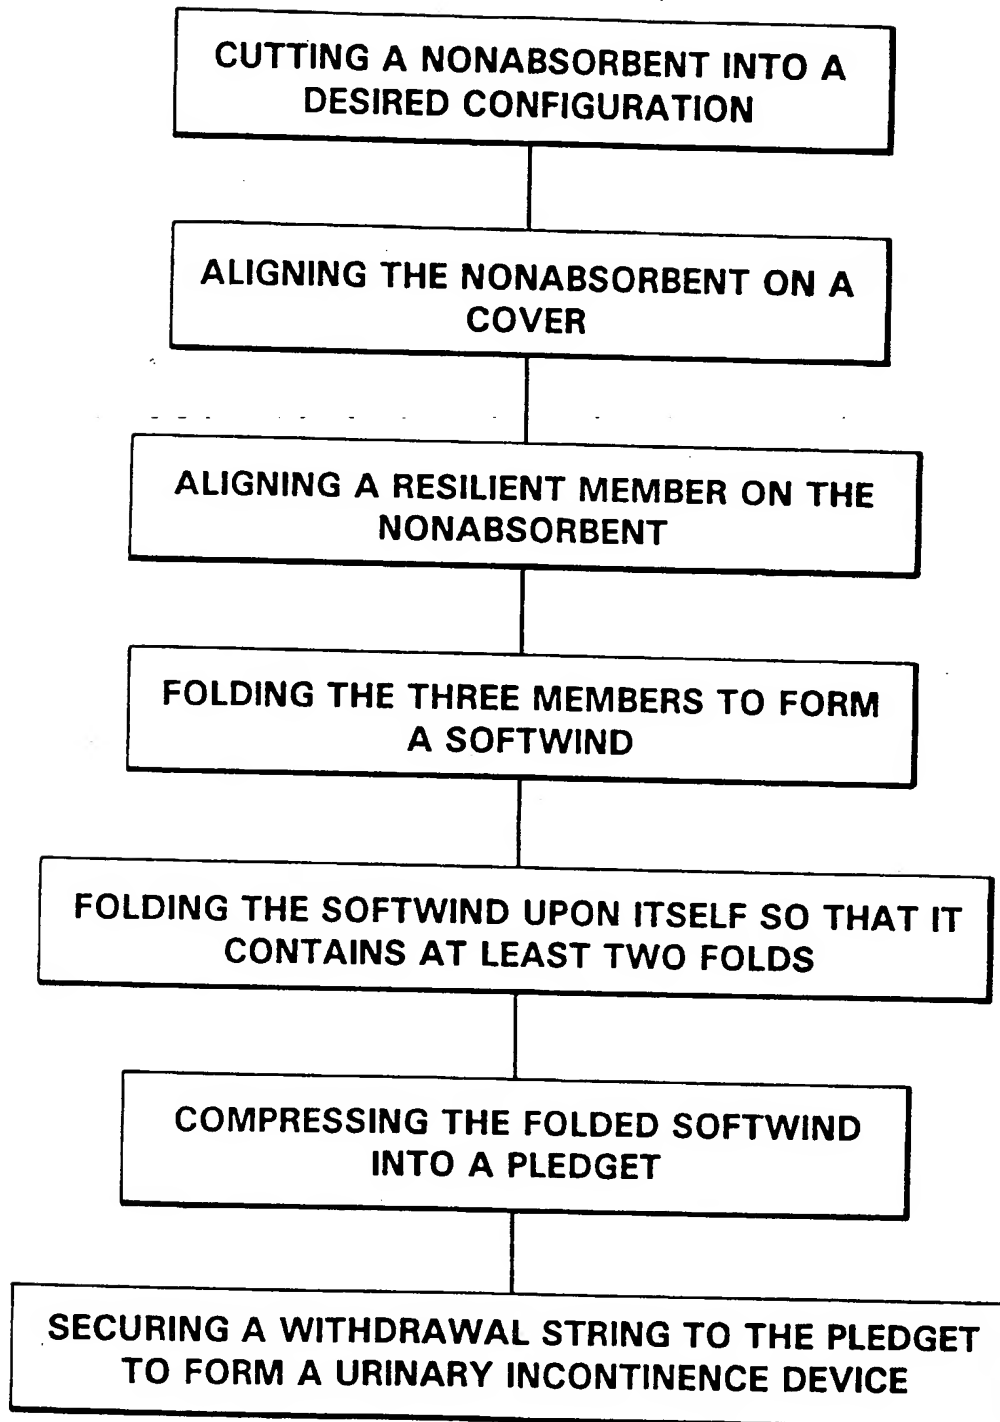 CUTTING A NONABSORBENT INTO A
DESIRED CONFIGURATION
ALIGNING THE NONABSORBENT ON A
COVER
ALIGNING A RESILIENT MEMBER ON THE
NONABSORBENT
FOLDING THE THREE MEMBERS TO FORM
A SOFTWIND
FOLDING THE SOFTWIND UPON ITSELF SO THAT IT
CONTAINS AT LEAST TWO FOLDS
COMPRESSING THE FOLDED SOFTWIND
INTO A PLEDGET
SECURING A WITHDRAWAL STRING TO THE PLEDGET
TO FORM A URINARY INCONTINENCE DEVICE